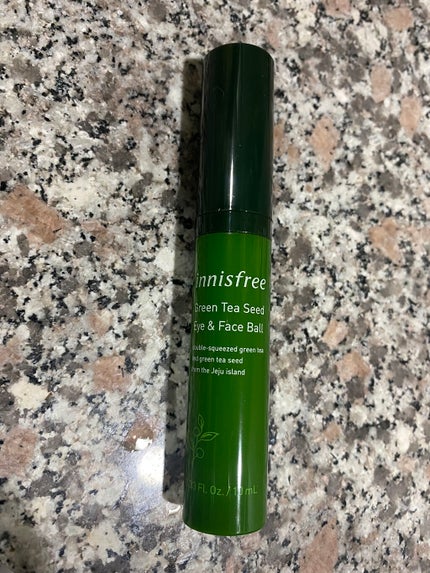 innisfree
Green Tea Seed
Eye & Face Ball
double-squeezed green tea
and green tea seed
from the Jeju island
Fl. Oz. / 10 mL